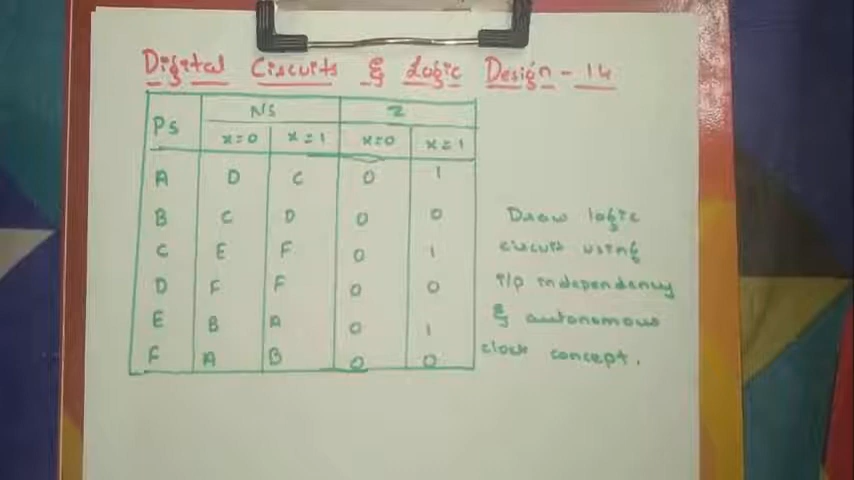 Digital Circuits & Logic Design - 14
PS NS Z
x=0 x=1 x=0 x=1
A D C 0 1
B C D 0 0
C E F 0 1
D F F 0 0
E B A 0 1
F A B 0 0
Draw logic
circuit using
i/p independency
& autonomous
clock concept.